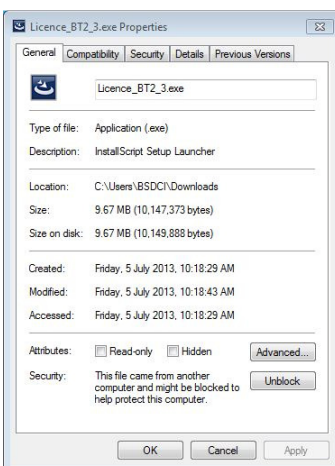 Licence_BT2_3.exe Properties
General Compatibility Security Details Previous Versions
Licence_BT2_3.exe
Type of file: Application (.exe)
Description: InstallScript Setup Launcher
Location: C:\Users\BSDCI\Downloads
Size: 9.67 MB (10,147,373 bytes)
Size on disk: 9.67 MB (10,149,888 bytes)
Created: Friday, 5 July 2013, 10:18:29 AM
Modified: Friday, 5 July 2013, 10:18:43 AM
Accessed: Friday, 5 July 2013, 10:18:29 AM
Attributes: Read-only Hidden Advanced...
Security: This file came from another
computer and might be blocked to
help protect this computer.
Unblock
OK Cancel Apply